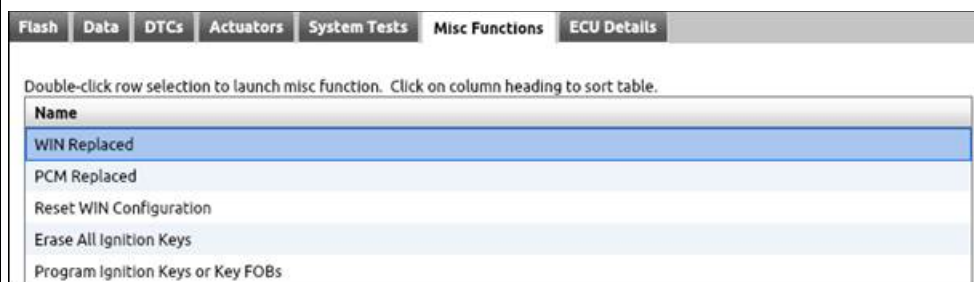 Flash Data DTCs Actuators System Tests Misc Functions ECU Details
Double-click row selection to launch misc function. Click on column heading to sort table.
Name
WIN Replaced
PCM Replaced
Reset WIN Configuration
Erase All Ignition Keys
Program Ignition Keys or Key FOBs